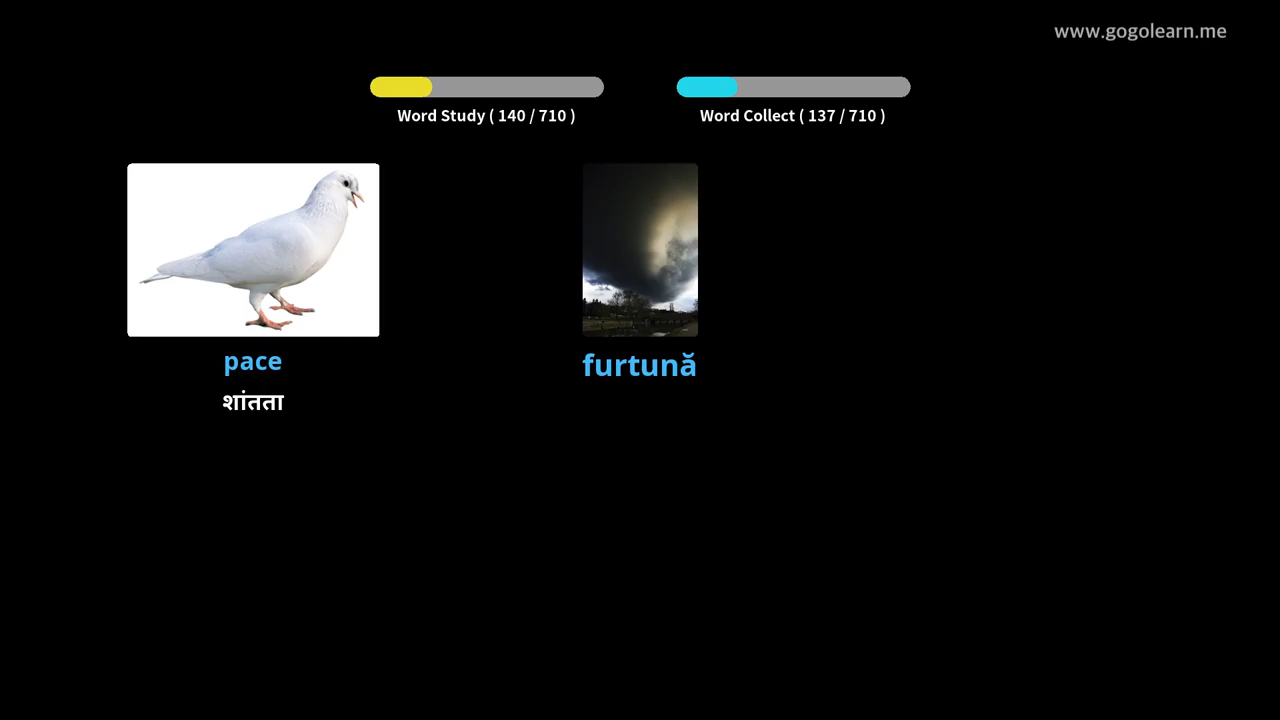 www.gogolearn.me
Word Study ( 140 / 710 )
Word Collect ( 137 / 710 )
pace
शांतता
furtună